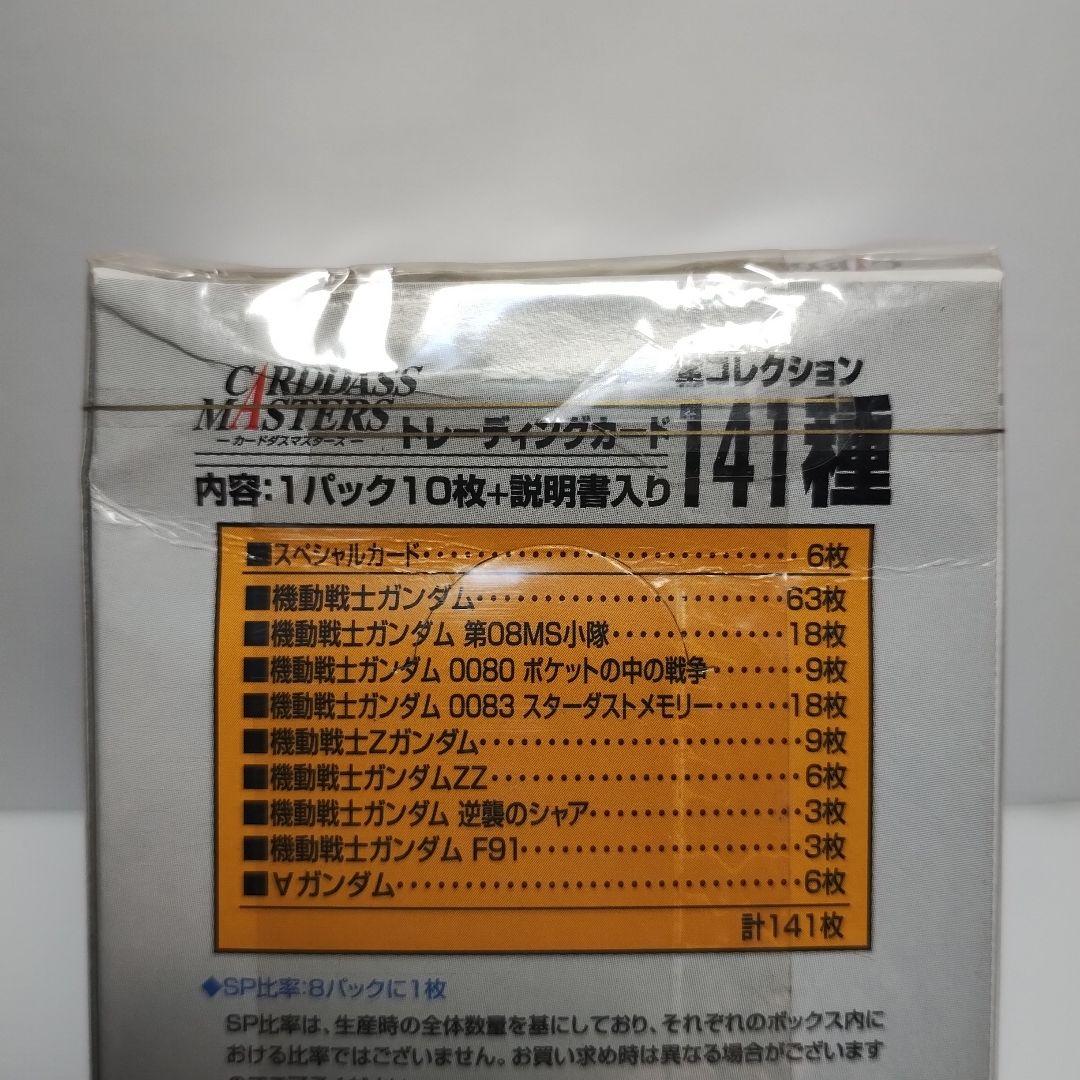 CARDDASS
MASTERS
ーカードダスマスターズー
トレーディングカード
全コレクション
141種
内容:1パック10枚+説明書入り
■スペシャルカード 6枚
■機動戦士ガンダム 63枚
■機動戦士ガンダム 第08MS小隊 18枚
■機動戦士ガンダム 0080 ポケットの中の戦争 9枚
■機動戦士ガンダム 0083 スターダストメモリー 18枚
■機動戦士Zガンダム 9枚
■機動戦士ガンダムZZ 6枚
■機動戦士ガンダム 逆襲のシャア 3枚
■機動戦士ガンダム F91 3枚
■∀ガンダム 6枚
計141枚
◆SP比率:8パックに1枚
SP比率は、生産時の全体数量を基にしており、それぞれのボックス内に
おける比率ではございません。お買い求め時は異なる場合がございます